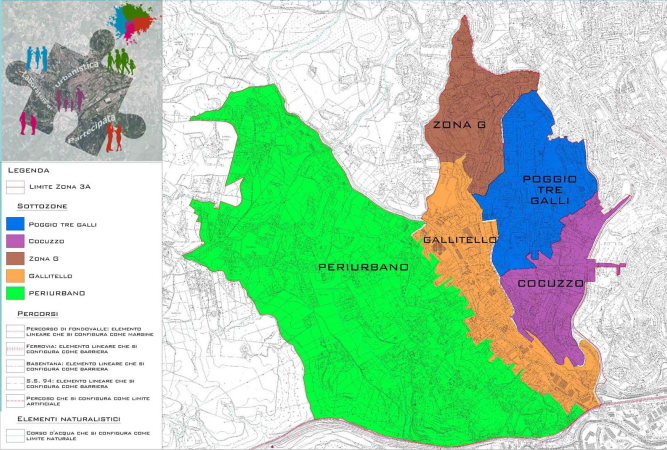 urbanistica
Partecipata
Legenda
Limite Zona 3A
Sottozone
Poggio tre galli
Cocuzzo
Zona G
Gallitello
PERIURBANO
Percorsi
Percorso di fondovalle: elemento
lineare che si configura come margine
Ferrovia: elemento lineare che si
configura come barriera
Basentana: elemento lineare che si
configura come barriera
S.S. 94: elemento lineare che si
configura come barriera
Percoso che si configura come limite
artificiale
Elementi naturalistici
Corso d'acqua che si configura come
limite naturale
ZONA G
POGGIO
TRE
GALLI
GALLITELLO
PERIURBANO
COCUZZO